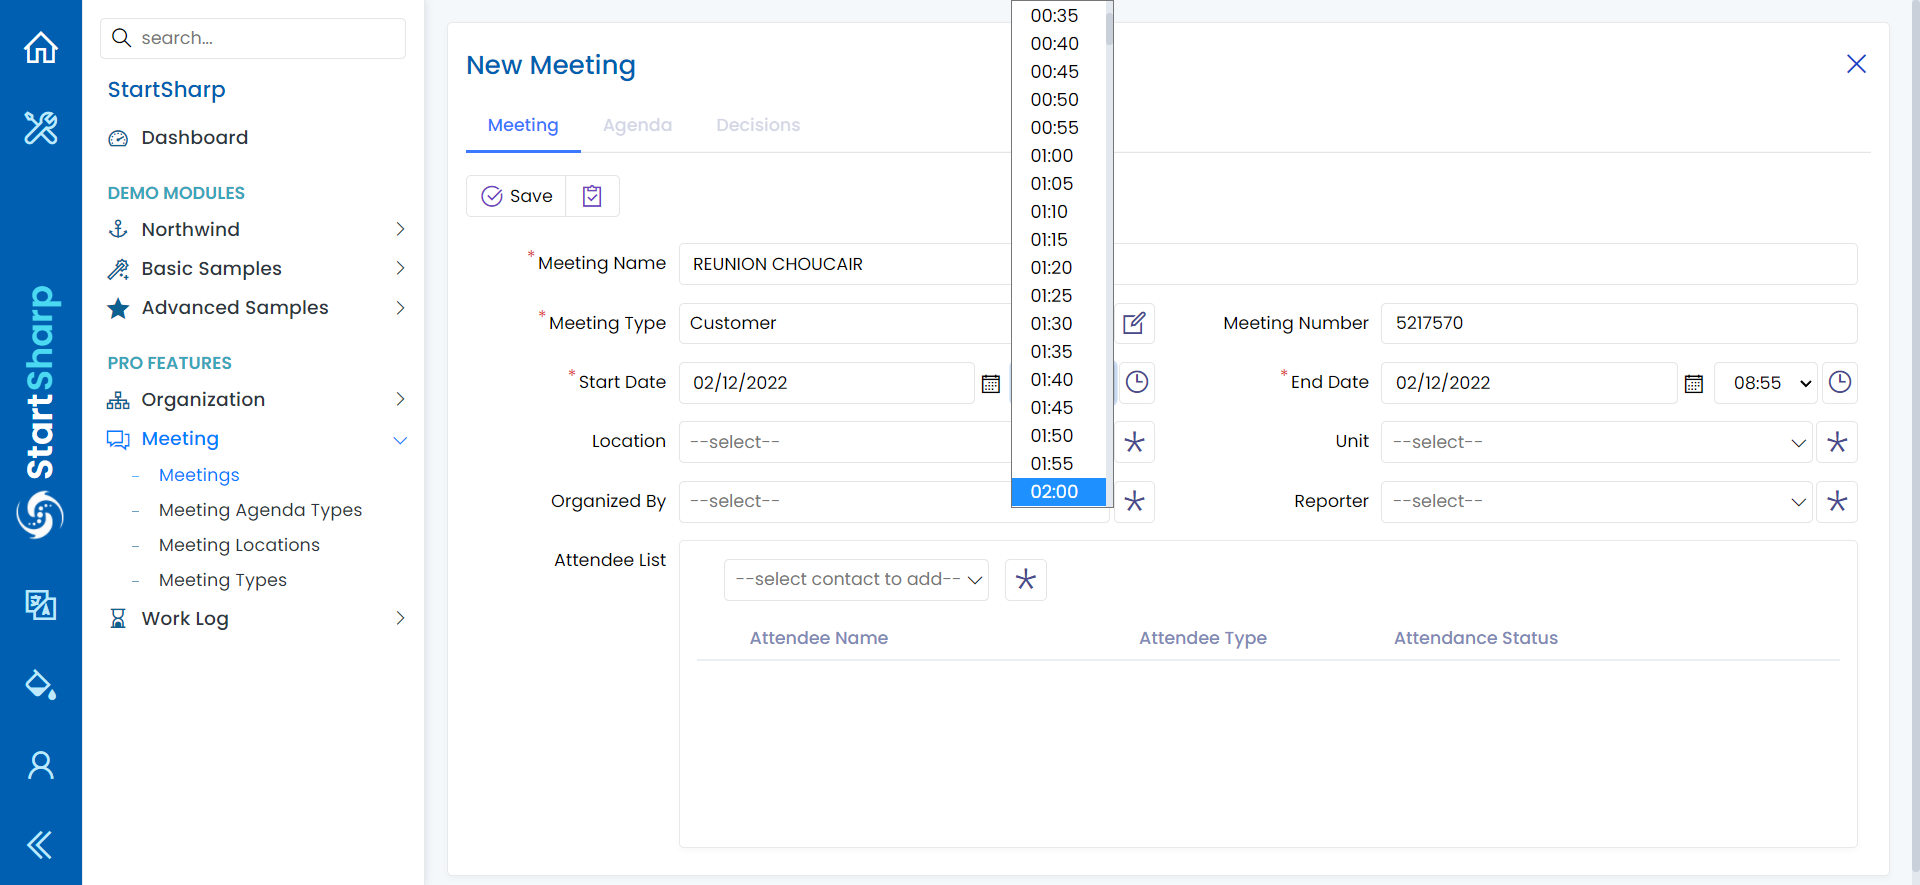 search...
StartSharp
Dashboard
DEMO MODULES
Northwind
Basic Samples
Advanced Samples
PRO FEATURES
Organization
Meeting
- Meetings
- Meeting Agenda Types
- Meeting Locations
- Meeting Types
Work Log
StartSharp
New Meeting
Meeting Agenda Decisions
Save
* Meeting Name REUNION CHOUCAIR
* Meeting Type Customer
Meeting Number 5217570
* Start Date 02/12/2022
* End Date 02/12/2022 08:55
Location --select--
Unit --select--
Organized By --select--
Reporter --select--
Attendee List
--select contact to add--
Attendee Name Attendee Type Attendance Status
00:35
00:40
00:45
00:50
00:55
01:00
01:05
01:10
01:15
01:20
01:25
01:30
01:35
01:40
01:45
01:50
01:55
02:00